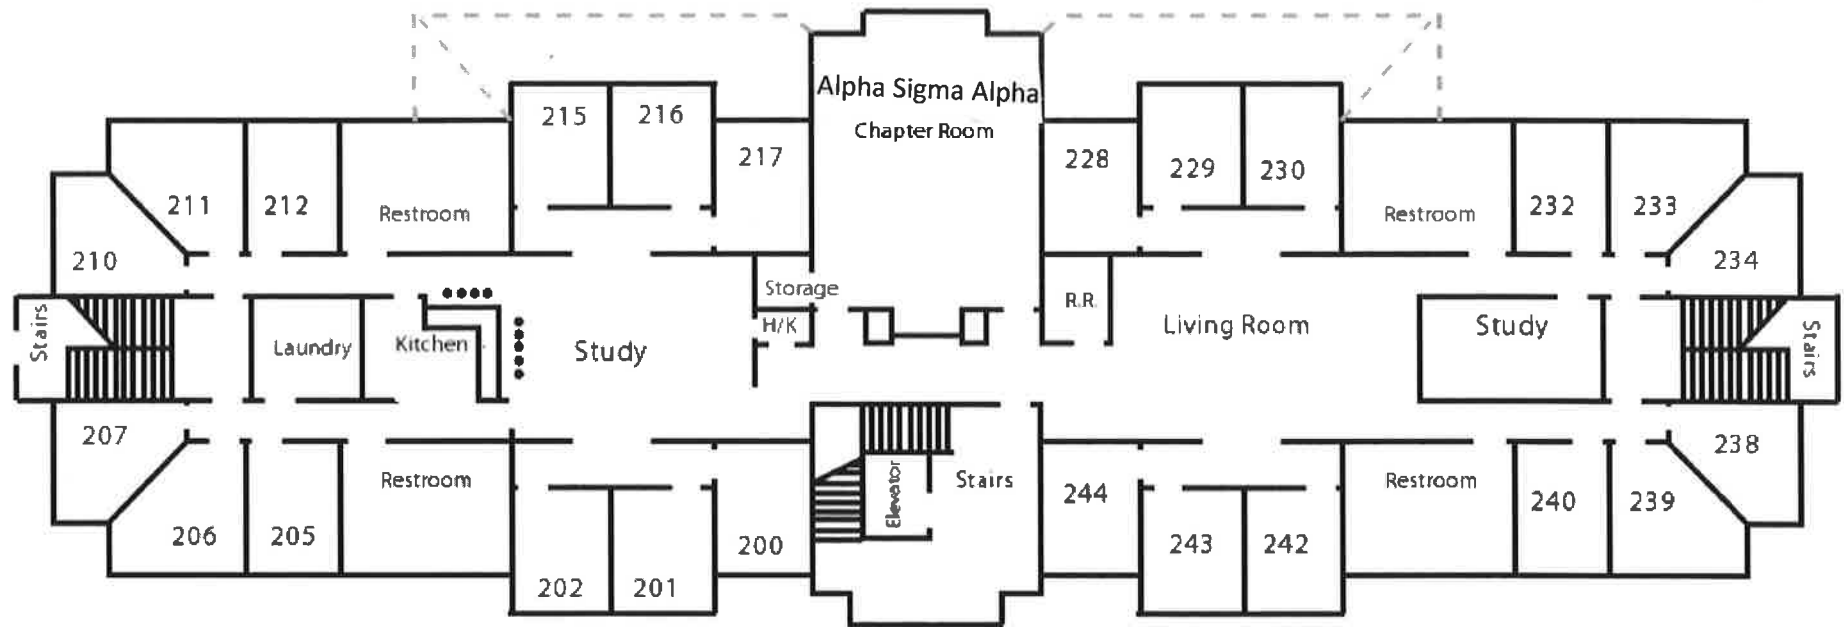 Alpha Sigma Alpha
Chapter Room
215
216
217
228
229
230
211
212
Restroom
Restroom
232
233
210
234
Storage
R.R.
H/K
Stairs
Laundry
Kitchen
Study
Living Room
Study
Stairs
207
238
206
205
Restroom
202
201
200
Elevator
Stairs
244
243
242
Restroom
240
239